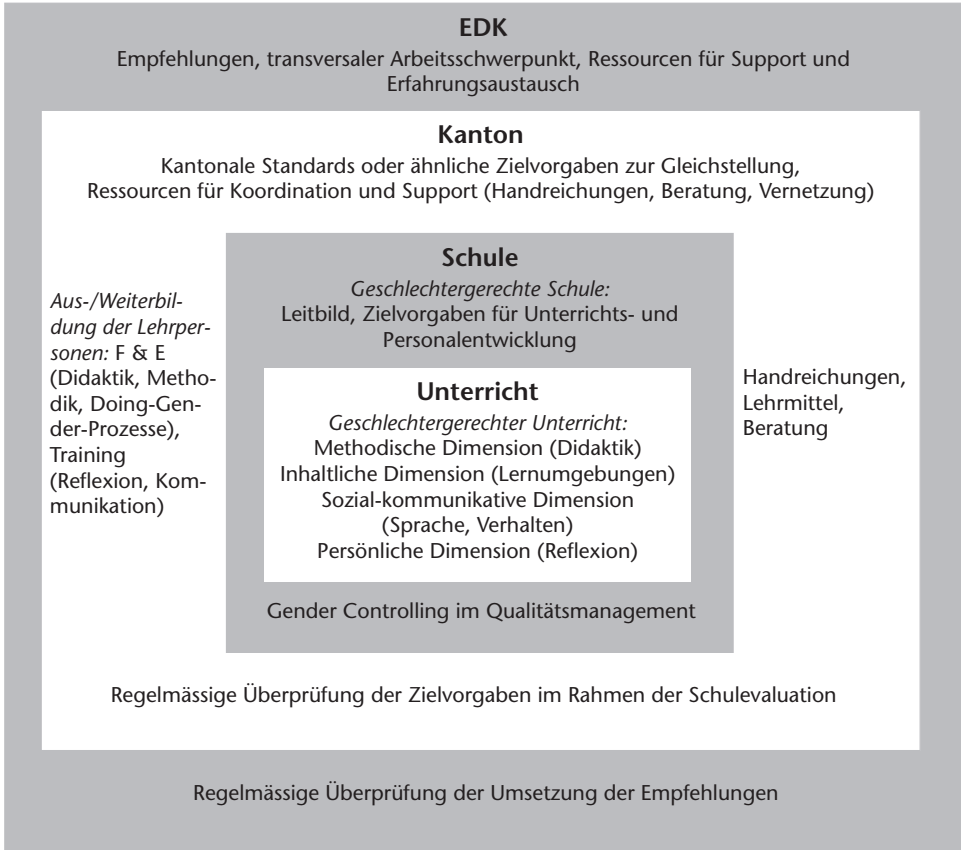 EDK
Empfehlungen, transversaler Arbeitsschwerpunkt, Ressourcen für Support und
Erfahrungsaustausch
Kanton
Kantonale Standards oder ähnliche Zielvorgaben zur Gleichstellung,
Ressourcen für Koordination und Support (Handreichungen, Beratung, Vernetzung)
Aus-/Weiterbil-
dung der Lehrper-
sonen: F & E
(Didaktik, Metho-
dik, Doing-Gen-
der-Prozesse),
Training
(Reflexion, Kom-
munikation)
Schule
Geschlechtergerechte Schule:
Leitbild, Zielvorgaben für Unterrichts- und
Personalentwicklung
Unterricht
Geschlechtergerechter Unterricht:
Methodische Dimension (Didaktik)
Inhaltliche Dimension (Lernumgebungen)
Sozial-kommunikative Dimension
(Sprache, Verhalten)
Persönliche Dimension (Reflexion)
Gender Controlling im Qualitätsmanagement
Handreichungen,
Lehrmittel,
Beratung
Regelmässige Überprüfung der Zielvorgaben im Rahmen der Schulevaluation
Regelmässige Überprüfung der Umsetzung der Empfehlungen